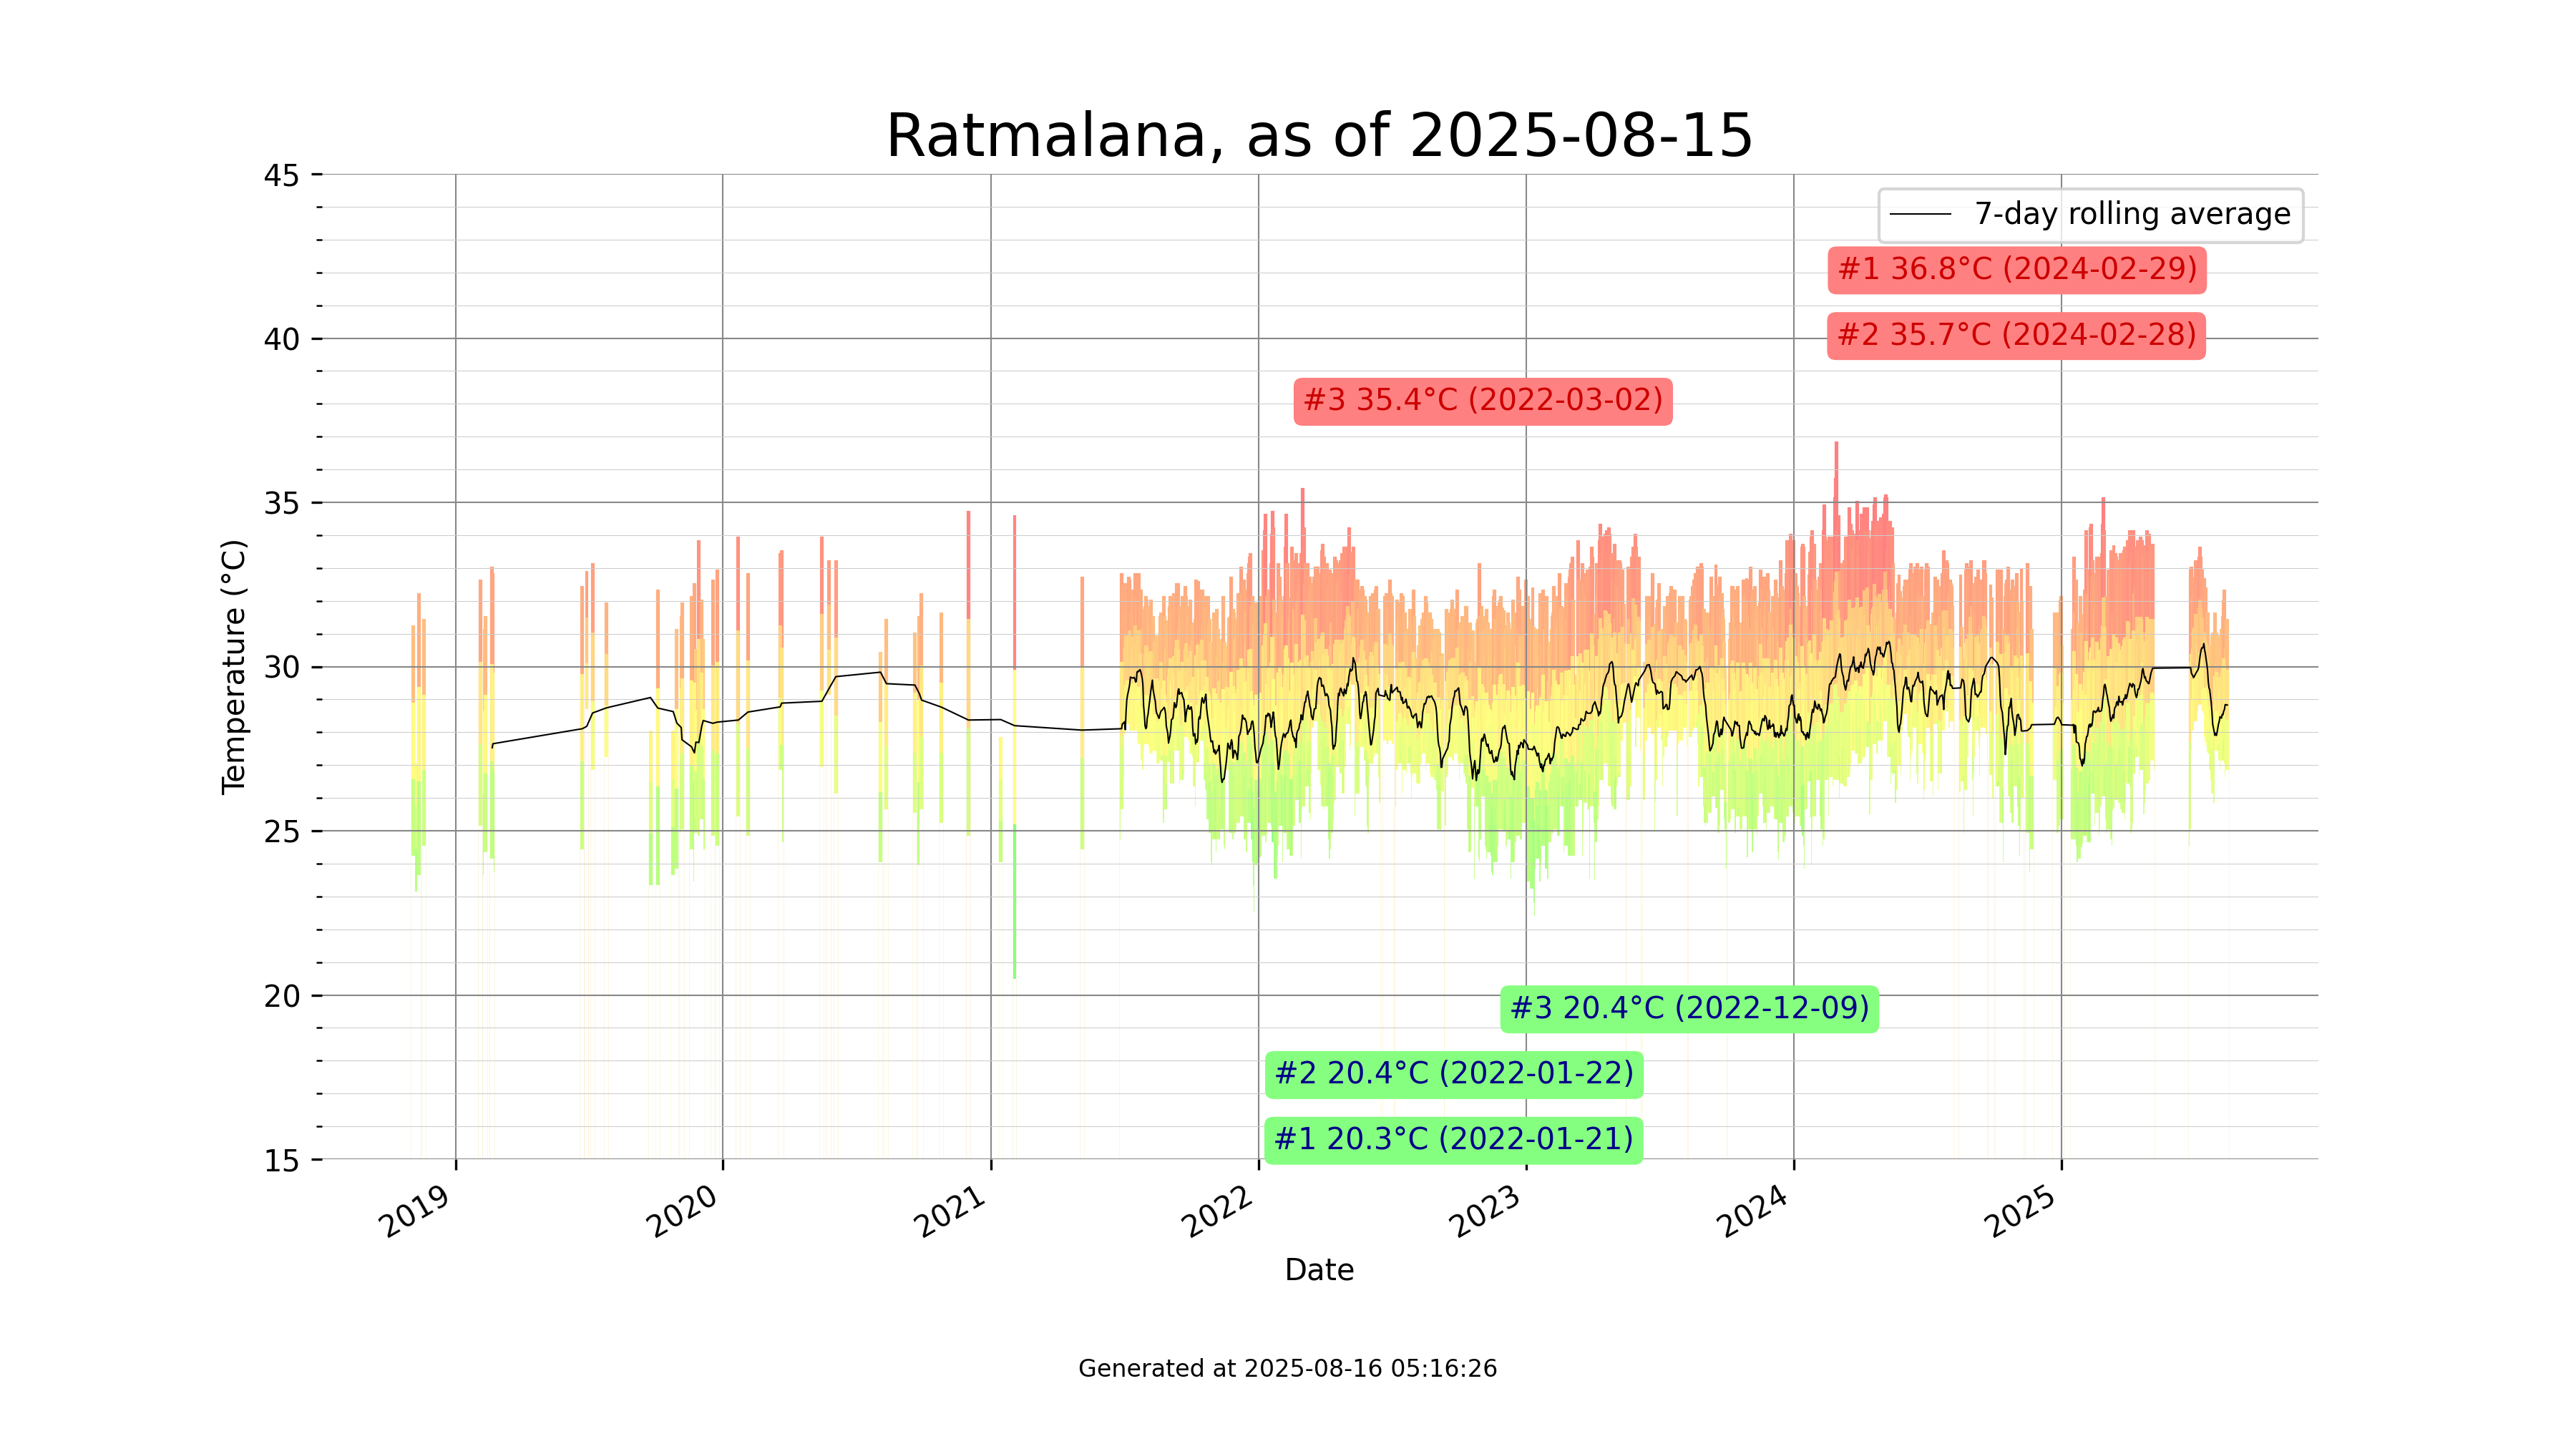 Ratmalana, as of 2025-08-15
7-day rolling average
#1 36.8°C (2024-02-29)
#2 35.7°C (2024-02-28)
#3 35.4°C (2022-03-02)
#3 20.4°C (2022-12-09)
#2 20.4°C (2022-01-22)
#1 20.3°C (2022-01-21)
Temperature (°C)
45
40
35
30
25
20
15
2019
2020
2021
2022
2023
2024
2025
Date
Generated at 2025-08-16 05:16:26